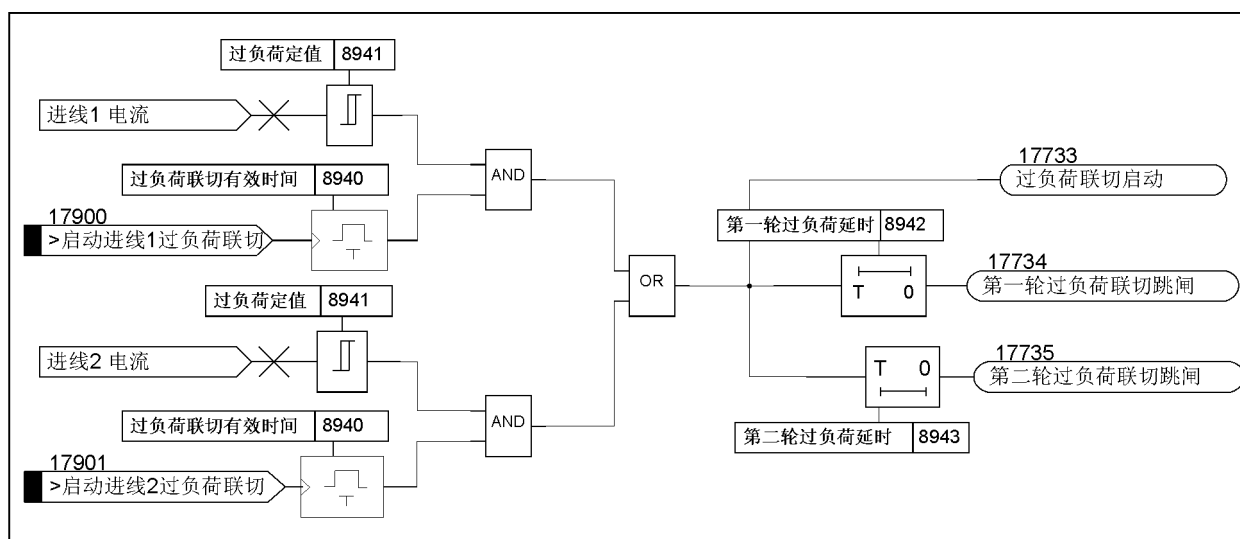 过负荷定值 8941
进线1 电流
过负荷联切有效时间 8940
AND
17900
>启动进线1过负荷联切
T
过负荷定值 8941
进线2 电流
过负荷联切有效时间 8940
AND
17901
>启动进线2过负荷联切
T
OR
17733
过负荷联切启动
第一轮过负荷延时 8942
T 0
17734
第一轮过负荷联切跳闸
T 0
17735
第二轮过负荷联切跳闸
第二轮过负荷延时 8943